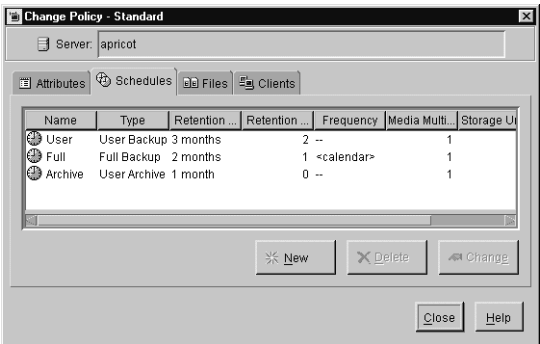 Change Policy - Standard
Server: apricot
Attributes Schedules Files Clients
Name Type Retention ... Retention ... Frequency Media Multi... Storage Un
User User Backup 3 months 2 -- 1
Full Full Backup 2 months 1 <calendar> 1
Archive User Archive 1 month 0 -- 1
New Delete Change
Close Help